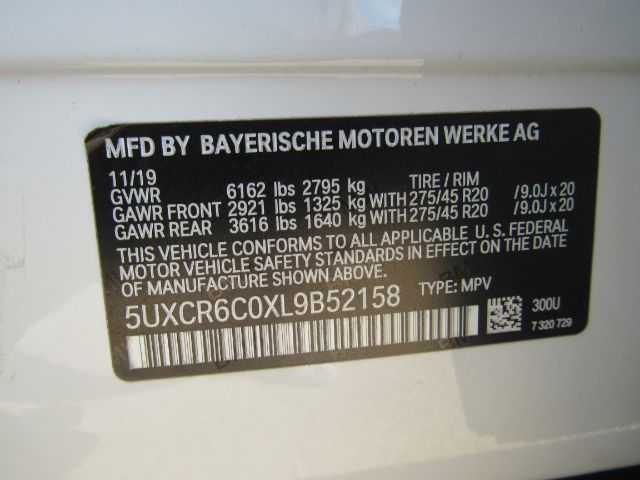 MFD BY BAYERISCHE MOTOREN WERKE AG
11/19 TIRE / RIM
GVWR 6162 lbs 2795 kg
GAWR FRONT 2921 lbs 1325 kg WITH 275/45 R20 /9.0J x 20
GAWR REAR 3616 lbs 1640 kg WITH 275/45 R20 /9.0J x 20
THIS VEHICLE CONFORMS TO ALL APPLICABLE U.S. FEDERAL
MOTOR VEHICLE SAFETY STANDARDS IN EFFECT ON THE DATE
OF MANUFACTURE SHOWN ABOVE.
5UXCR6C0XL9B52158 TYPE: MPV
300U
7 320 729